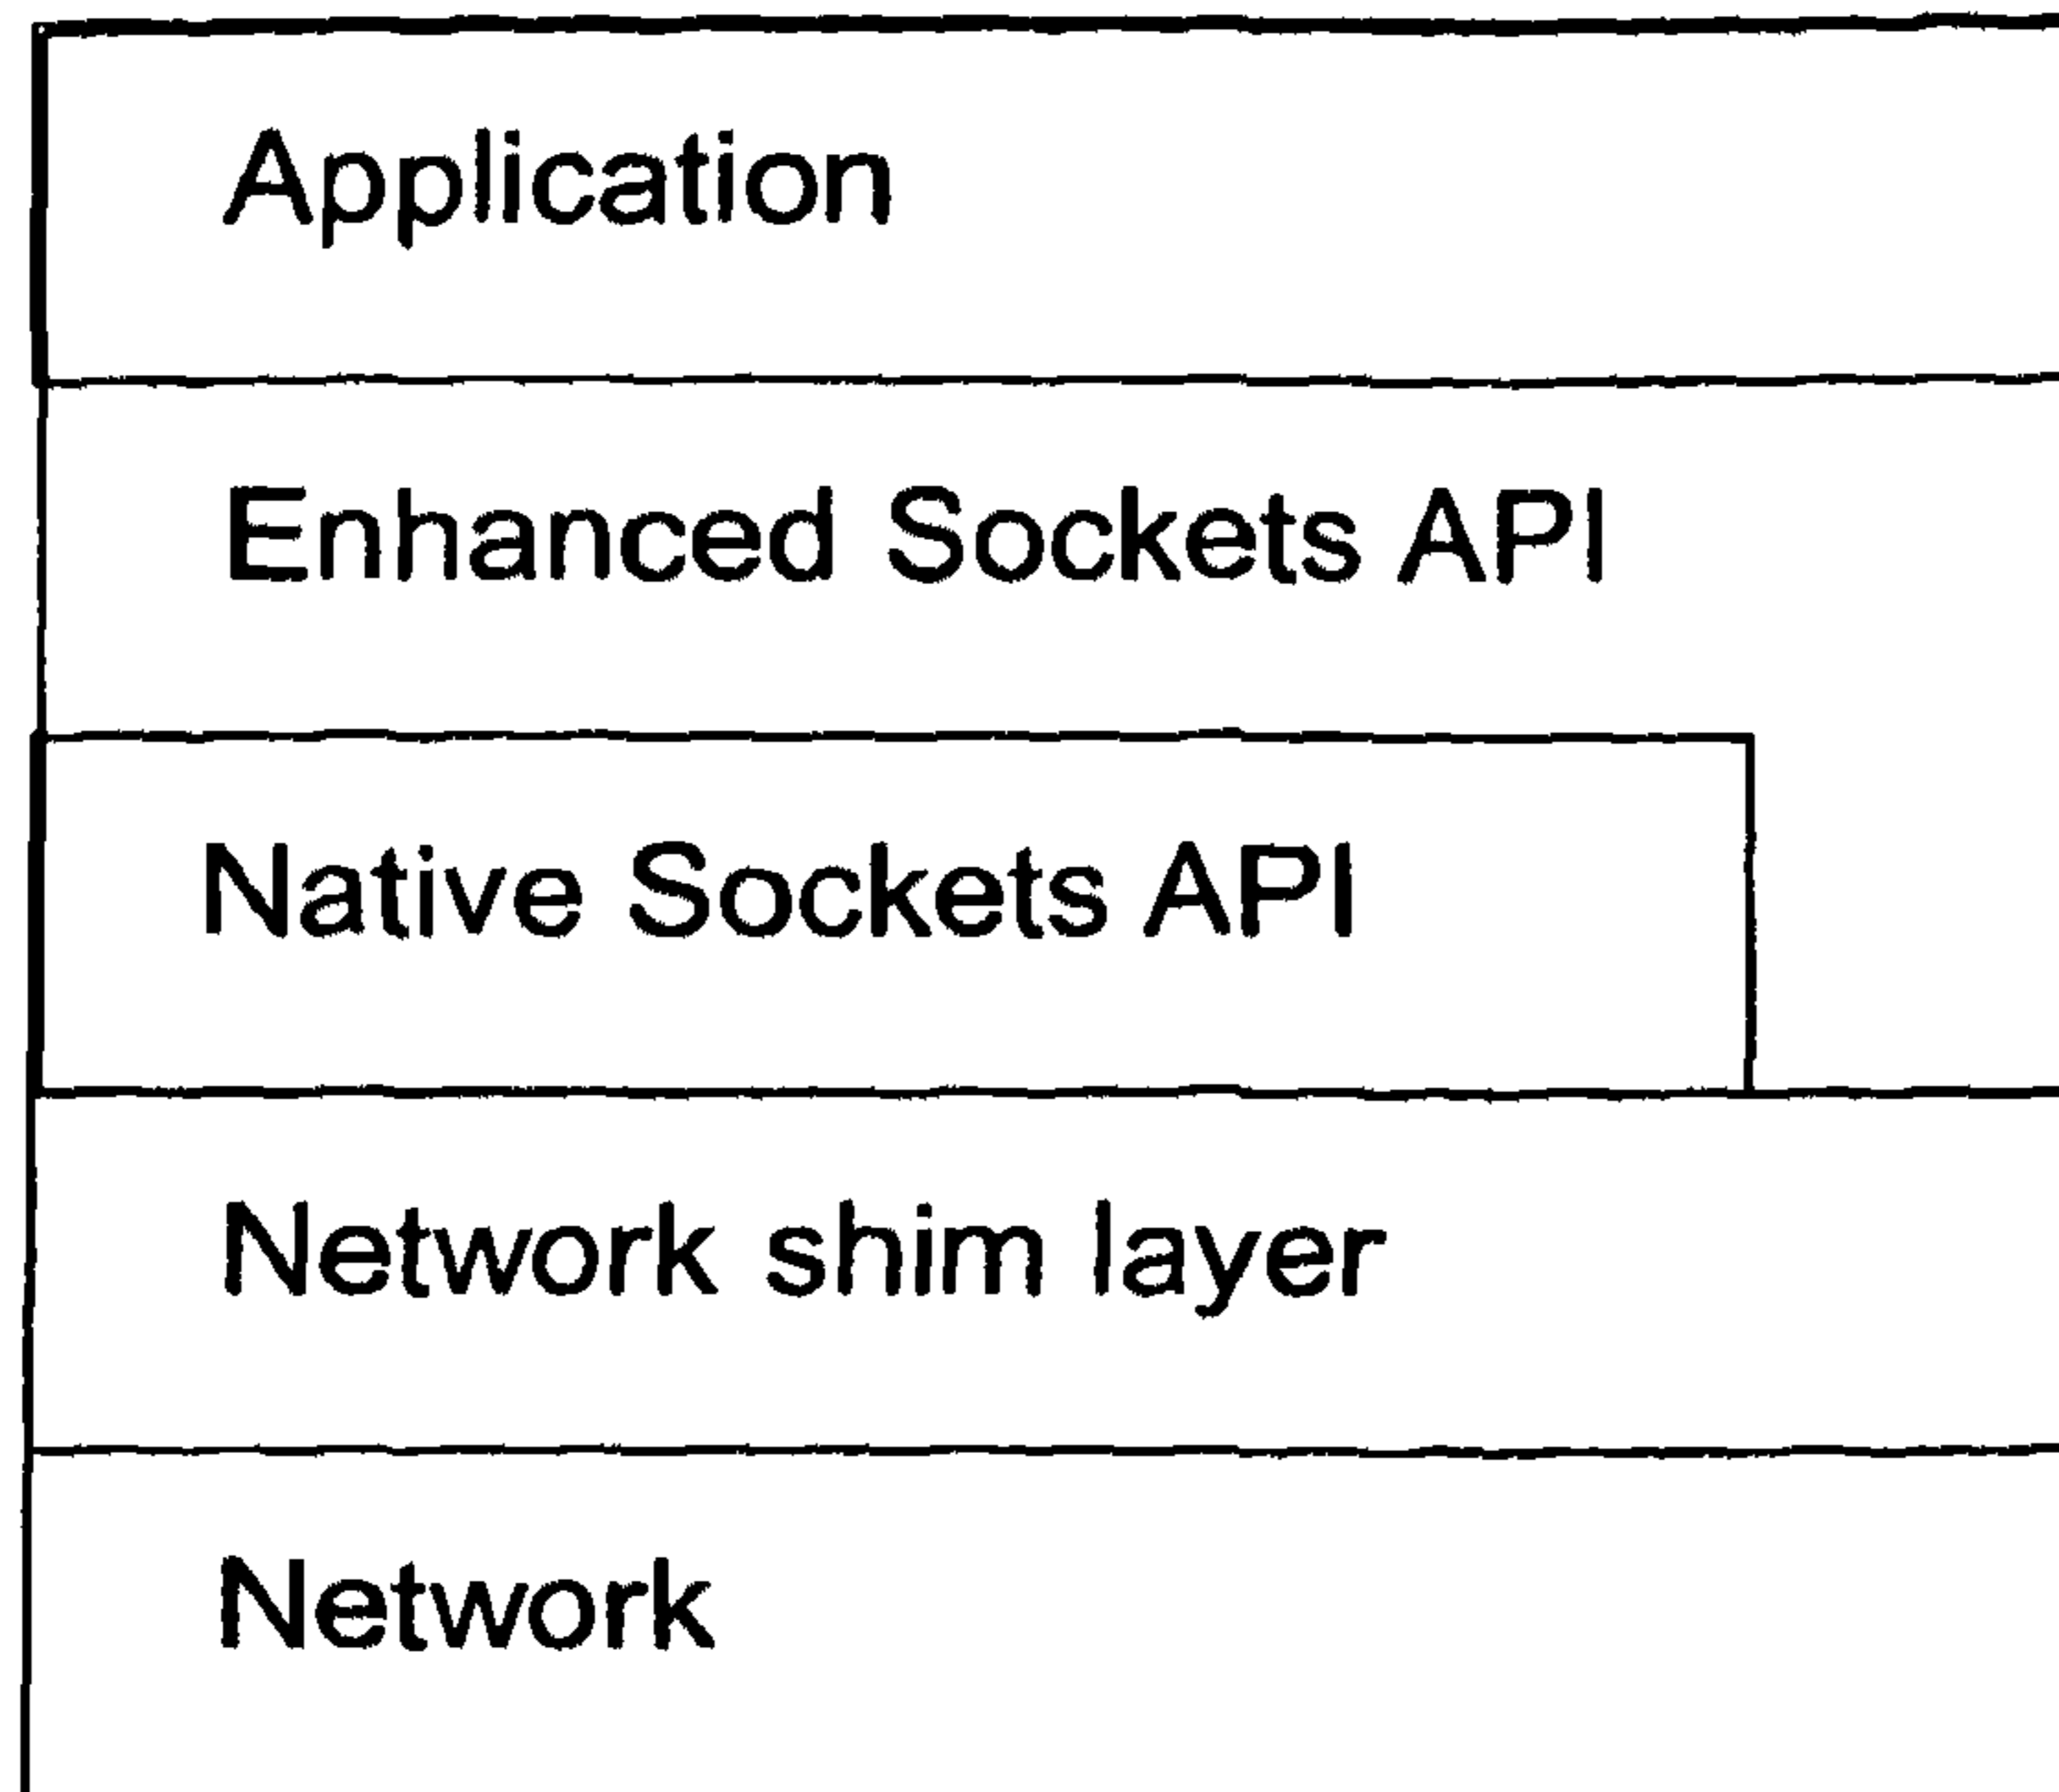 Application
Enhanced Sockets API
Native Sockets API
Network shim layer
Network